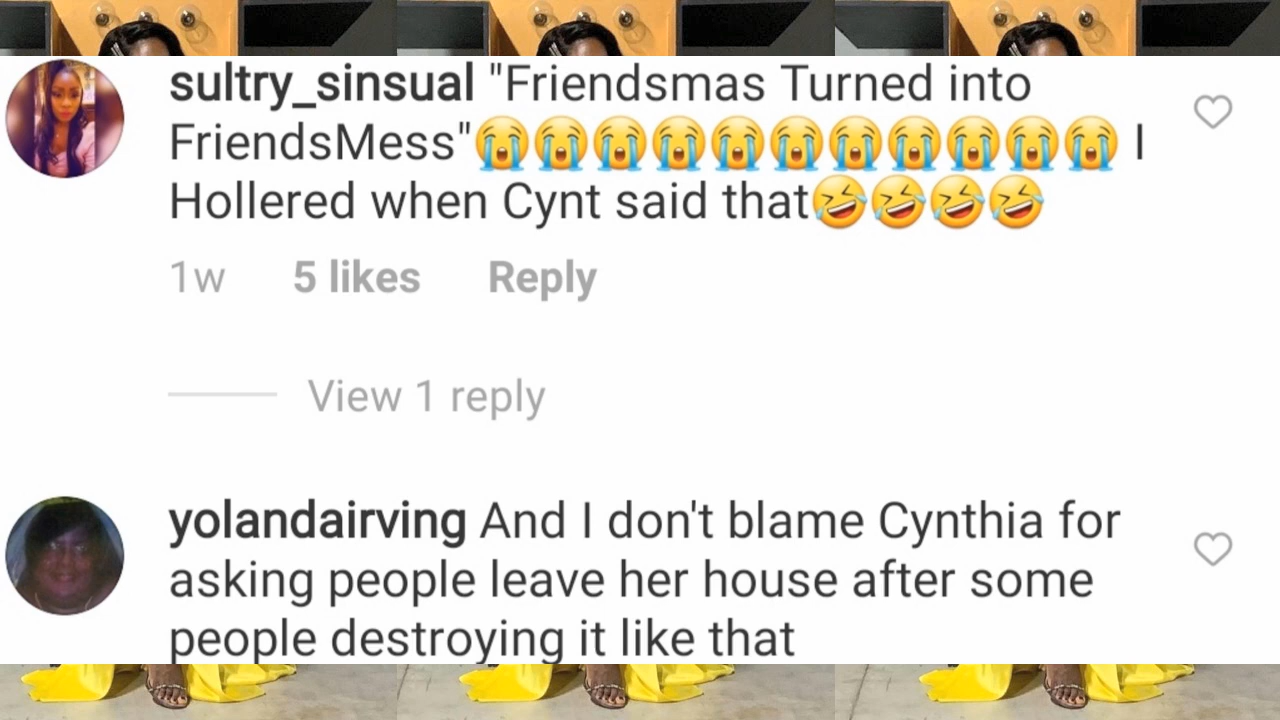 sultry_sinsual "Friendsmas Turned into
FriendsMess"😭😭😭😭😭😭😭😭😭😭😭 I
Hollered when Cynt said that🤣🤣🤣🤣
1w 5 likes Reply
View 1 reply
yolandairving And I don't blame Cynthia for
asking people leave her house after some
people destroying it like that